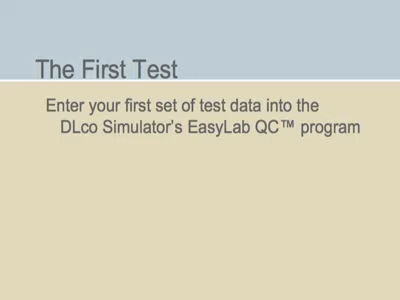 The First Test
Enter your first set of test data into the
DLco Simulator's EasyLab QC™ program